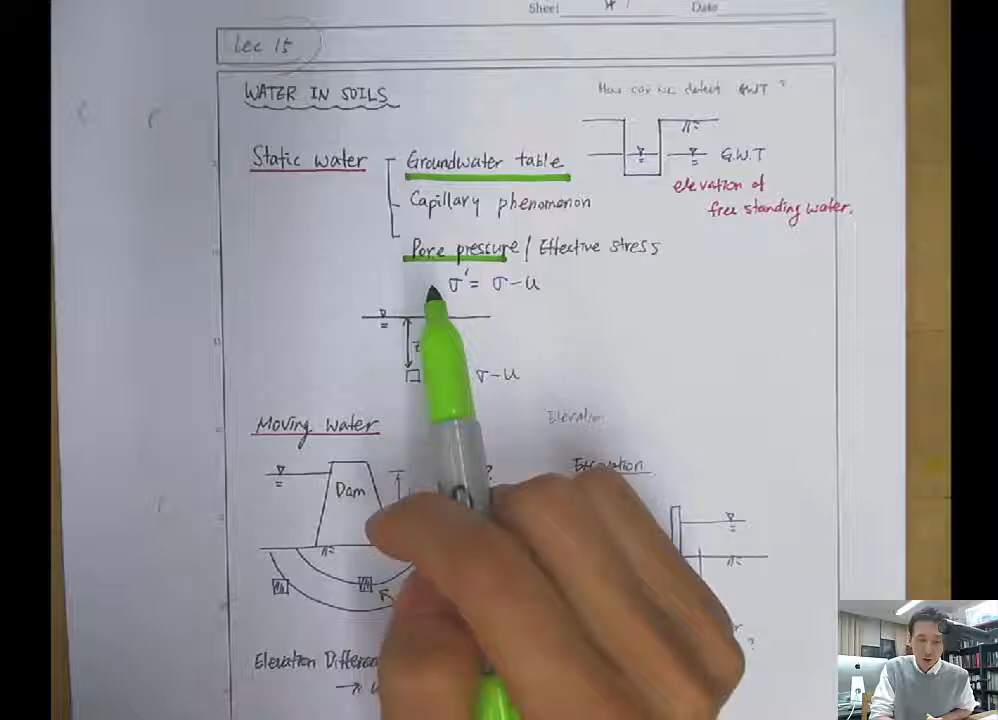 Sheet Date
Lec 15
WATER IN SOILS
How can we detect GWT ?
Static water
Groundwater table
G.W.T
Capillary phenomenon
elevation of
free standing water.
Pore pressure / Effective stress
σ' = σ - u
z
σ - u
Moving water
Elevation
Excavation
Dam
?
Elevation Differen
?